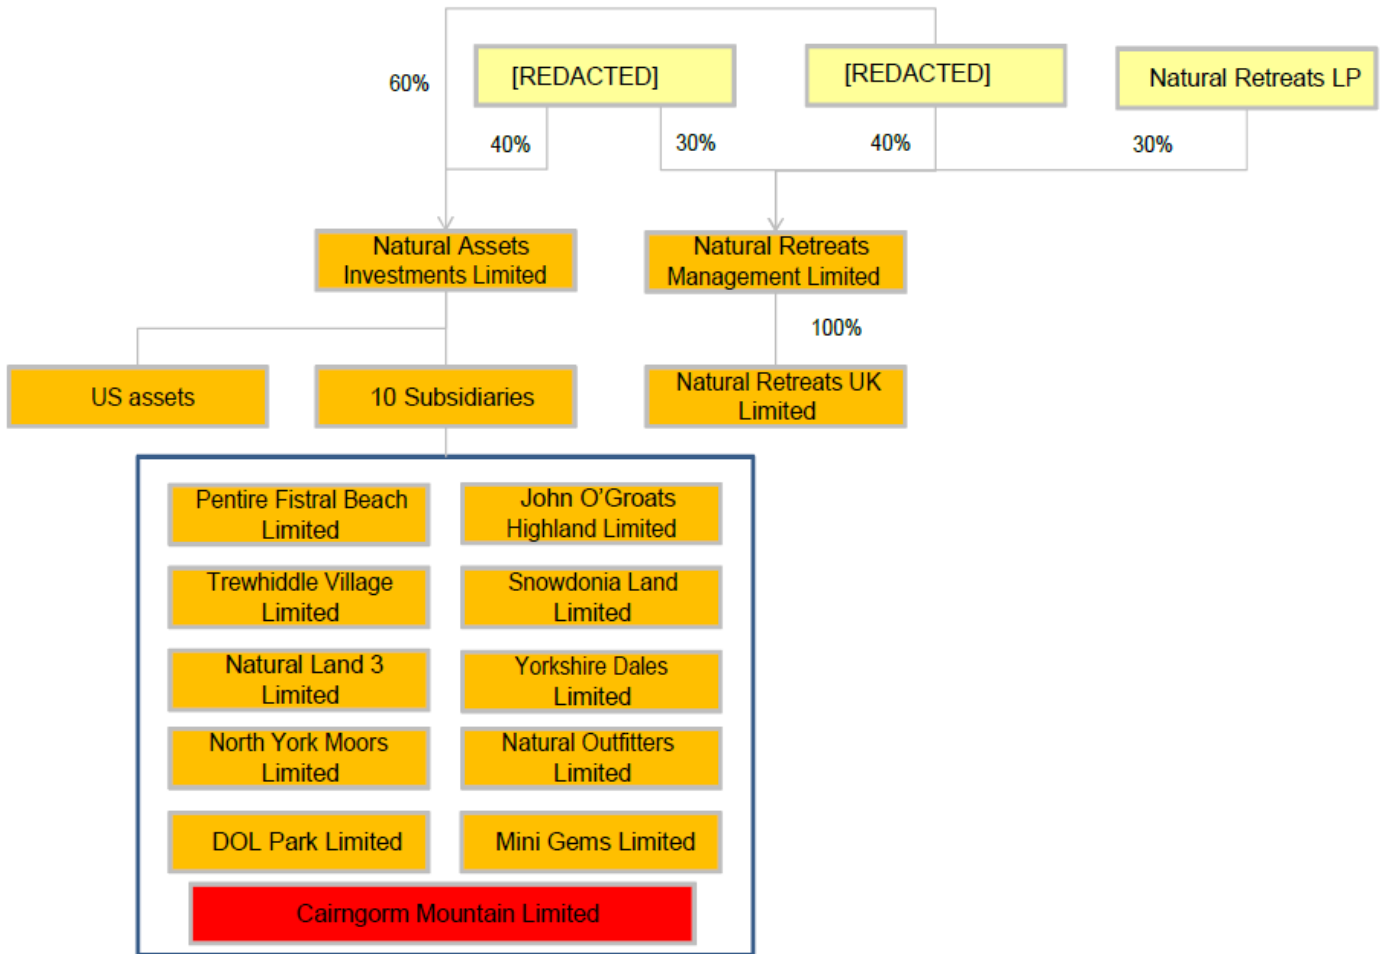 [REDACTED]
[REDACTED]
Natural Retreats LP
60%
40%
30%
40%
30%
Natural Assets
Investments Limited
Natural Retreats
Management Limited
100%
US assets
10 Subsidiaries
Natural Retreats UK
Limited
Pentire Fistral Beach
Limited
John O'Groats
Highland Limited
Trewhiddle Village
Limited
Snowdonia Land
Limited
Natural Land 3
Limited
Yorkshire Dales
Limited
North York Moors
Limited
Natural Outfitters
Limited
DOL Park Limited
Mini Gems Limited
Cairngorm Mountain Limited